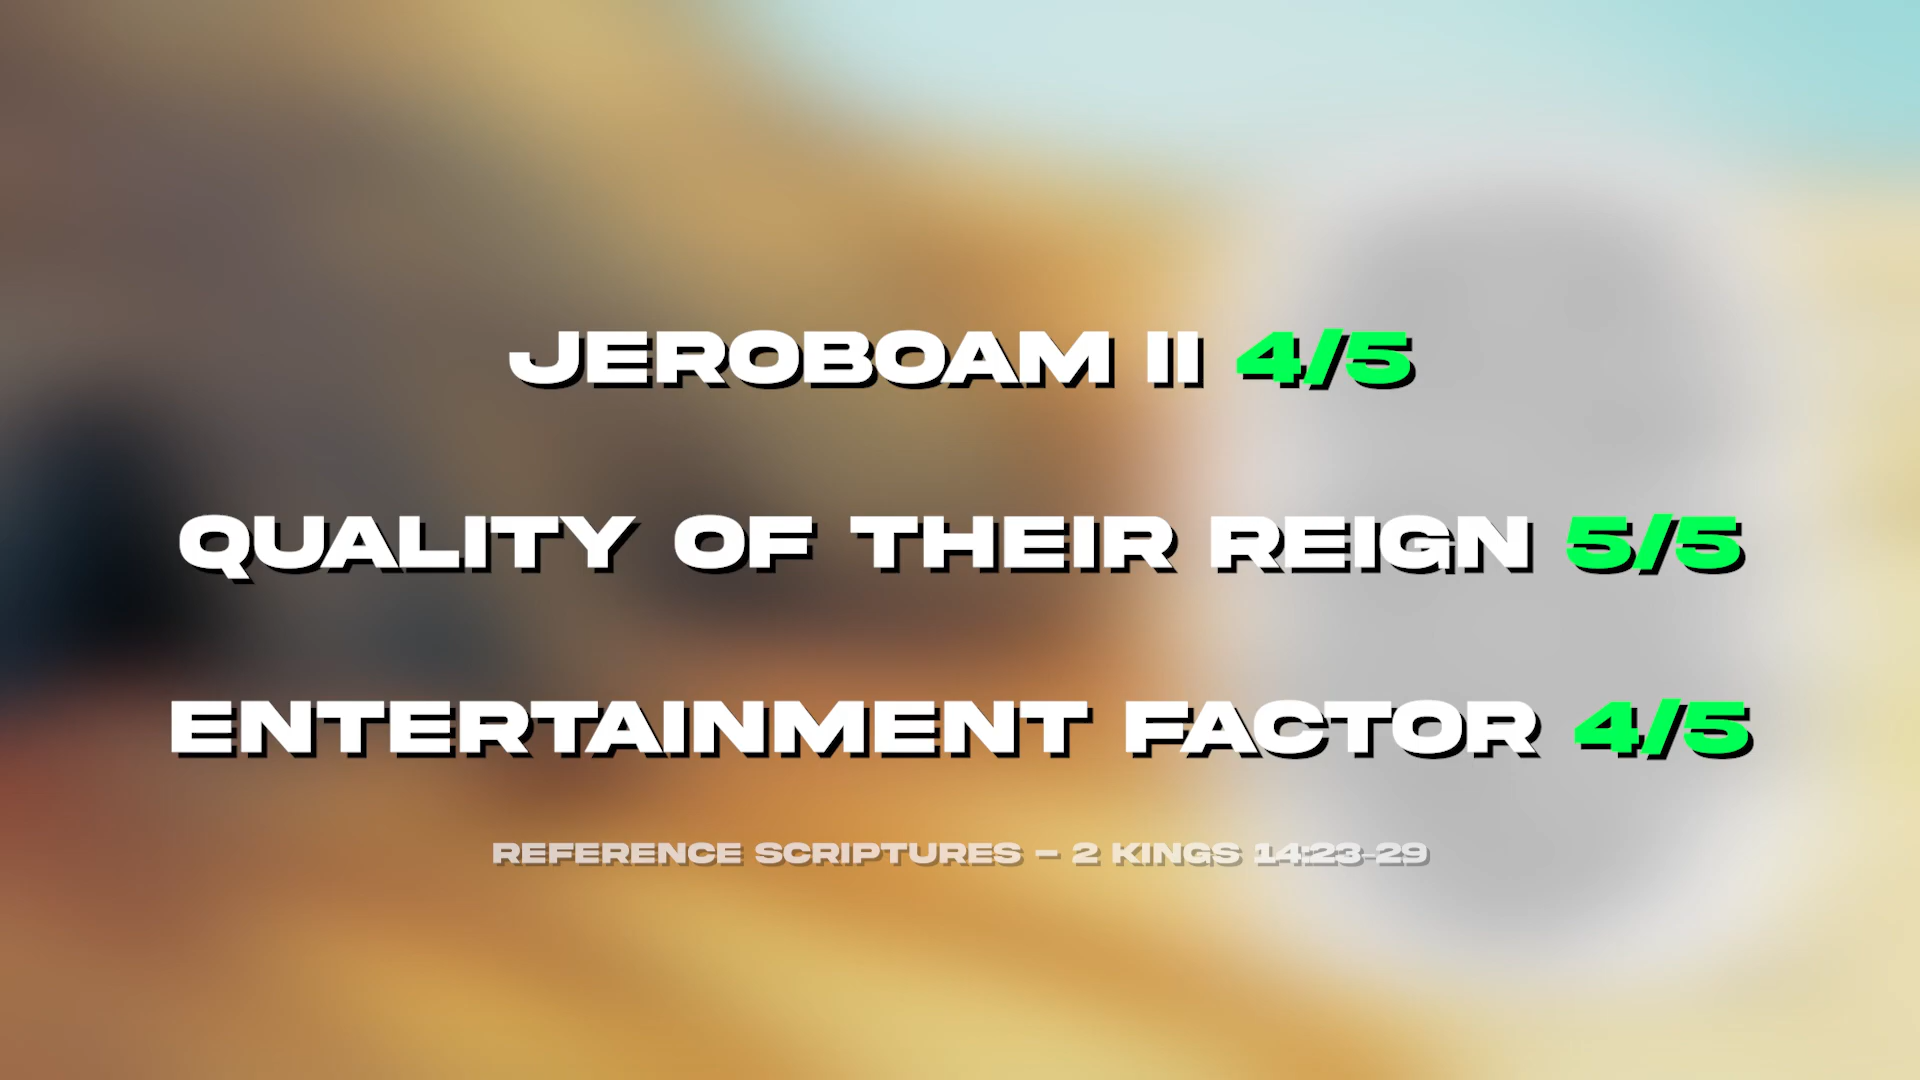 JEROBOAM II 4/5
QUALITY OF THEIR REIGN 5/5
ENTERTAINMENT FACTOR 4/5
REFERENCE SCRIPTURES - 2 KINGS 14:23-29